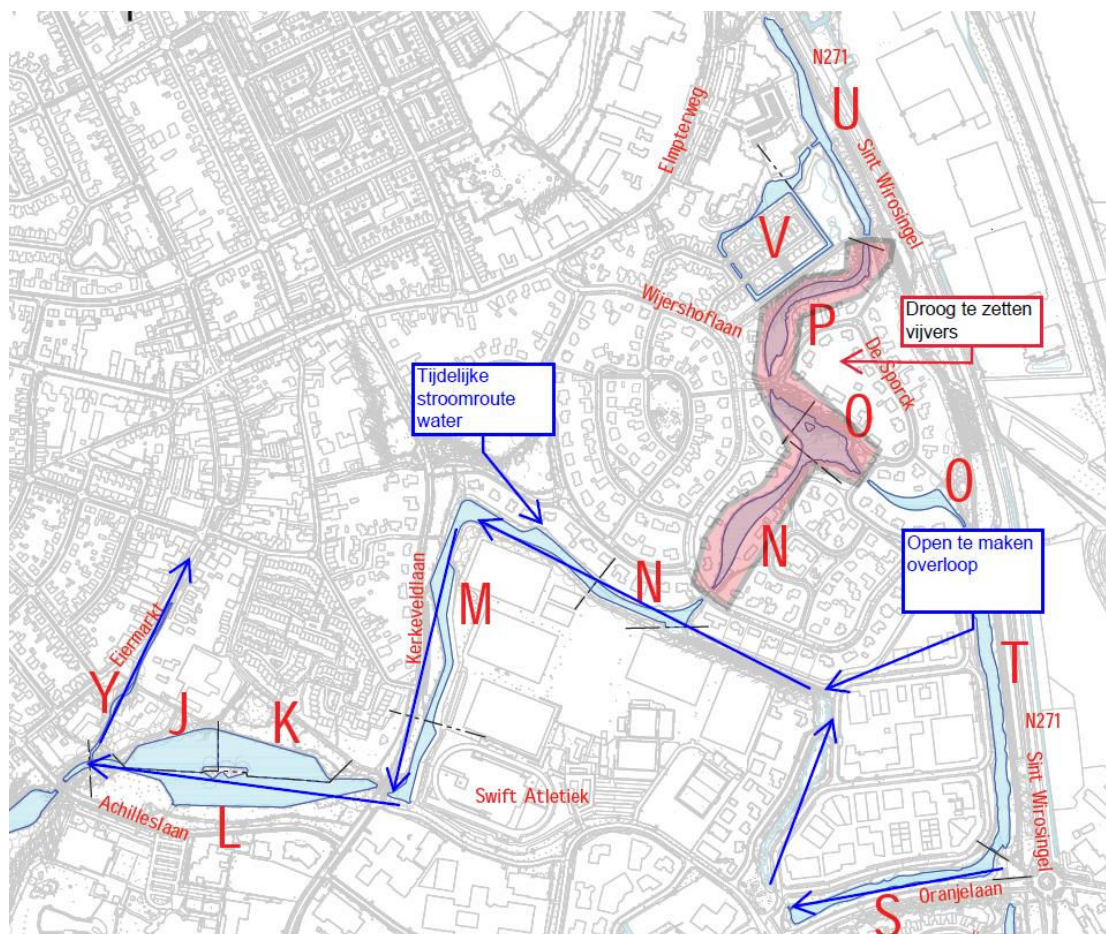 N271
U
Elmpterweg
Sint Wirosingel
V
Wijershoflaan
P
Droog te zetten
vijvers
De Sporck
Tijdelijke
stroomroute
water
O
O
N
Open te maken
overloop
N
Kerkeveldlaan
M
Eiermarkt
T
Y
J
K
N271
Swift Atletiek
Sint Wirosingel
Achilleslaan
L
Oranjelaan
S